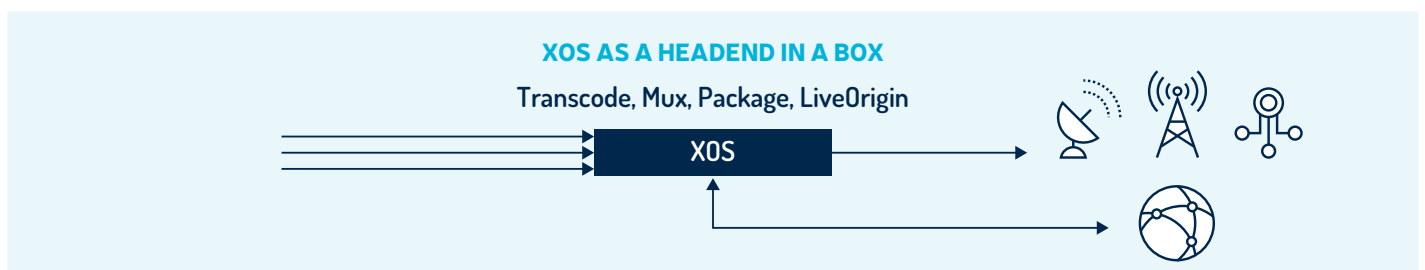 XOS AS A HEADEND IN A BOX
Transcode, Mux, Package, LiveOrigin
XOS